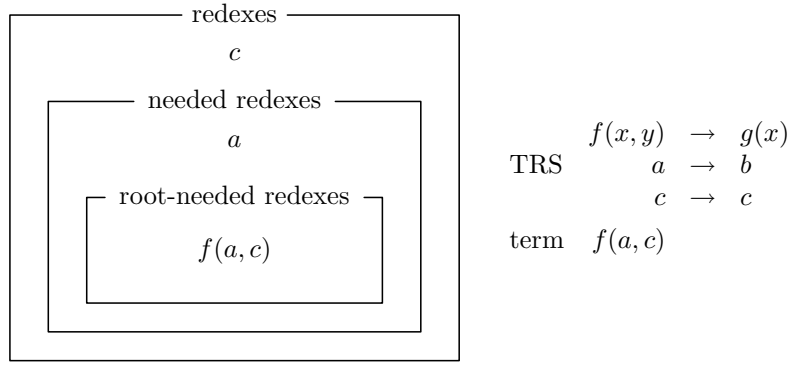 redexes
c
needed redexes
a
root-needed redexes
f(a, c)
f(x, y) → g(x)
TRS a → b
c → c
term f(a, c)